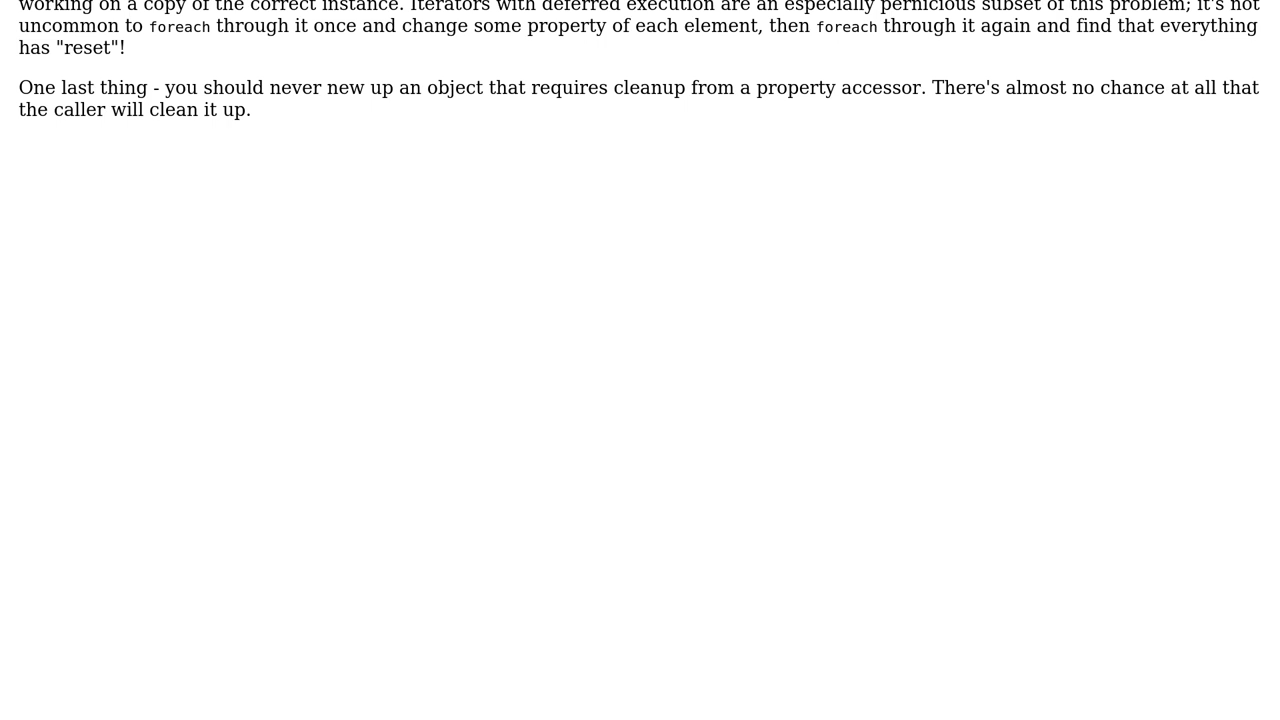 working on a copy of the correct instance. Iterators with deferred execution are an especially pernicious subset of this problem; it's not
uncommon to foreach through it once and change some property of each element, then foreach through it again and find that everything
has "reset"!
One last thing - you should never new up an object that requires cleanup from a property accessor. There's almost no chance at all that
the caller will clean it up.